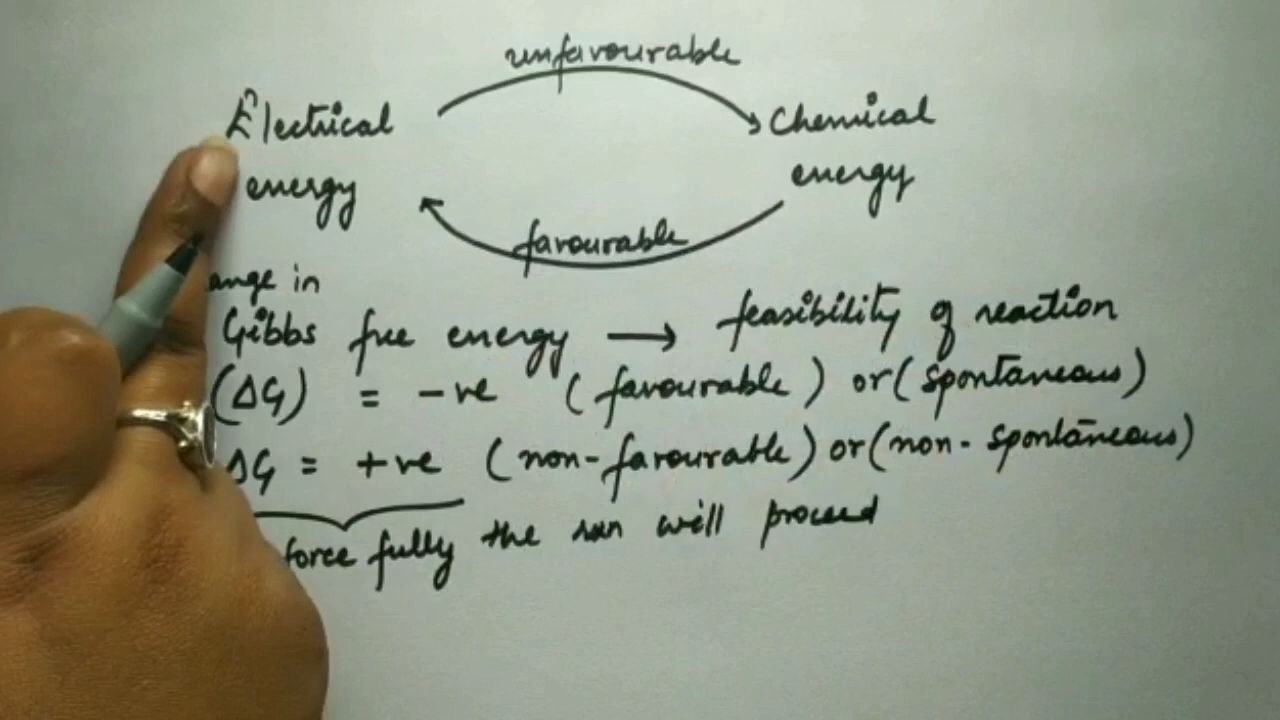 unfavourable
Electrical Chemical
energy energy
favourable
ange in
Gibbs free energy → feasibility of reaction
(ΔG) = -ve (favourable) or (spontaneous)
ΔG = +ve (non-favourable) or (non-spontaneous)
force fully the rxn will proceed